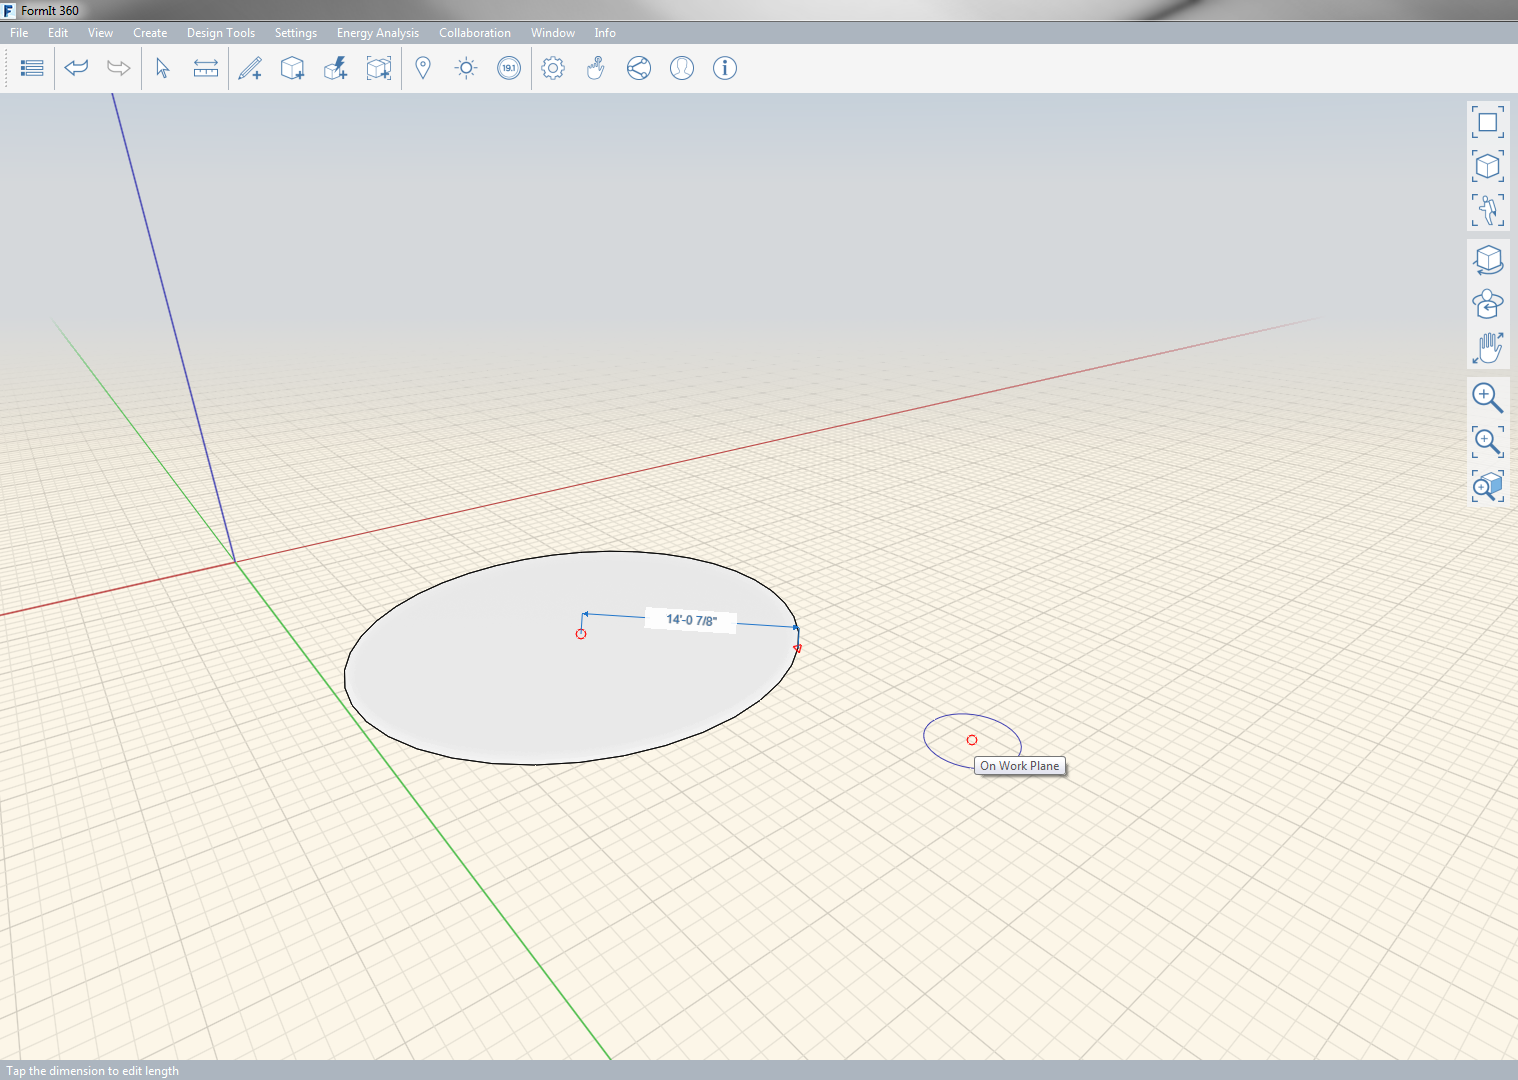 FormIt 360
File Edit View Create Design Tools Settings Energy Analysis Collaboration Window Info
19.1
14'-0 7/8"
On Work Plane
Tap the dimension to edit length